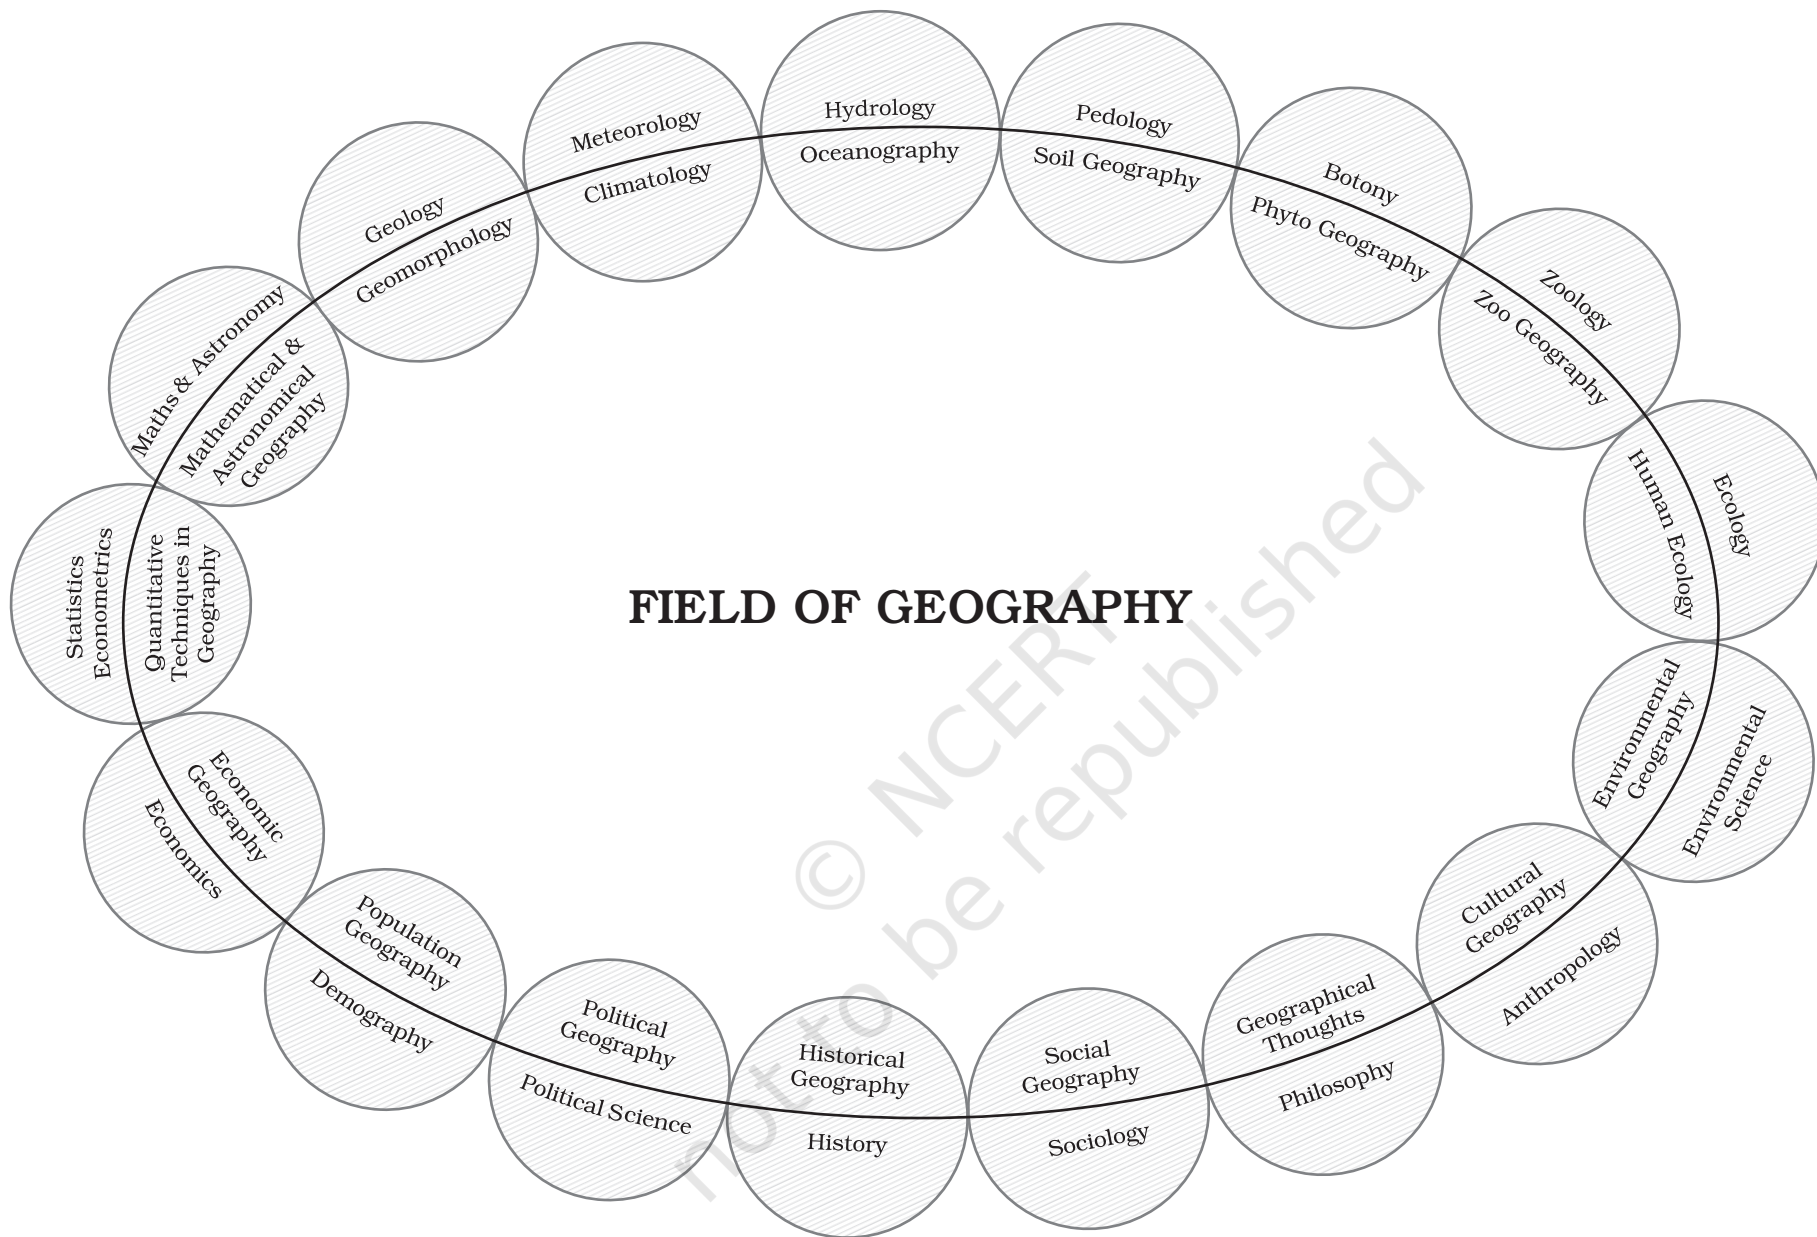 Hydrology
Oceanography
Pedology
Soil Geography
Botony
Phyto Geography
Zoology
Zoo Geography
Ecology
Human Ecology
Environmental
Geography
Environmental
Science
Cultural
Geography
Anthropology
Geographical
Thoughts
Philosophy
Social
Geography
Sociology
Historical
Geography
History
Political
Geography
Political Science
Population
Geography
Demography
Economic
Geography
Economics
Statistics
Econometrics
Quantitative
Techniques in
Geography
Maths & Astronomy
Mathematical &
Astronomical
Geography
Geology
Geomorphology
Meteorology
Climatology
FIELD OF GEOGRAPHY
© NCERT
not to be republished